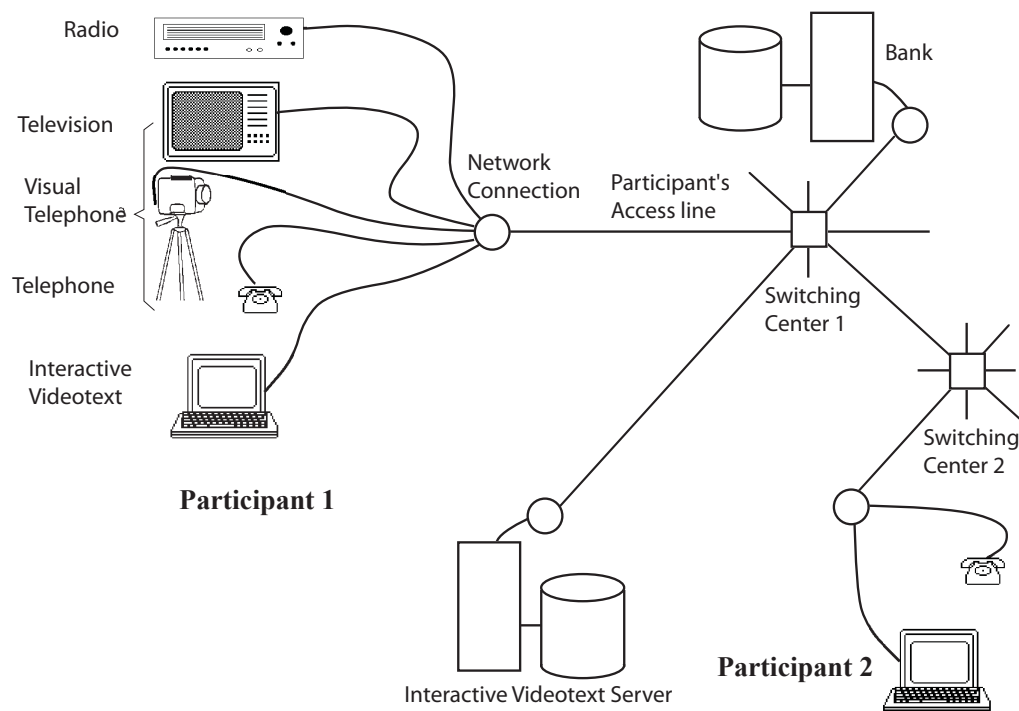 Radio
Television
Visual
Telephone
Telephone
Interactive
Videotext
Participant 1
Network
Connection
Participant's
Access line
Bank
Switching
Center 1
Switching
Center 2
Interactive Videotext Server
Participant 2